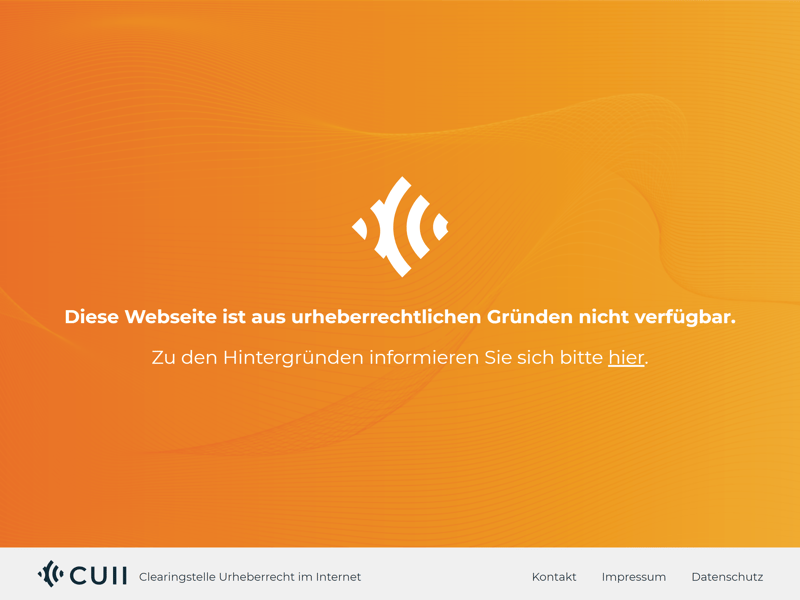 Diese Webseite ist aus urheberrechtlichen Gründen nicht verfügbar.
Zu den Hintergründen informieren Sie sich bitte hier.
CUII Clearingstelle Urheberrecht im Internet Kontakt Impressum Datenschutz